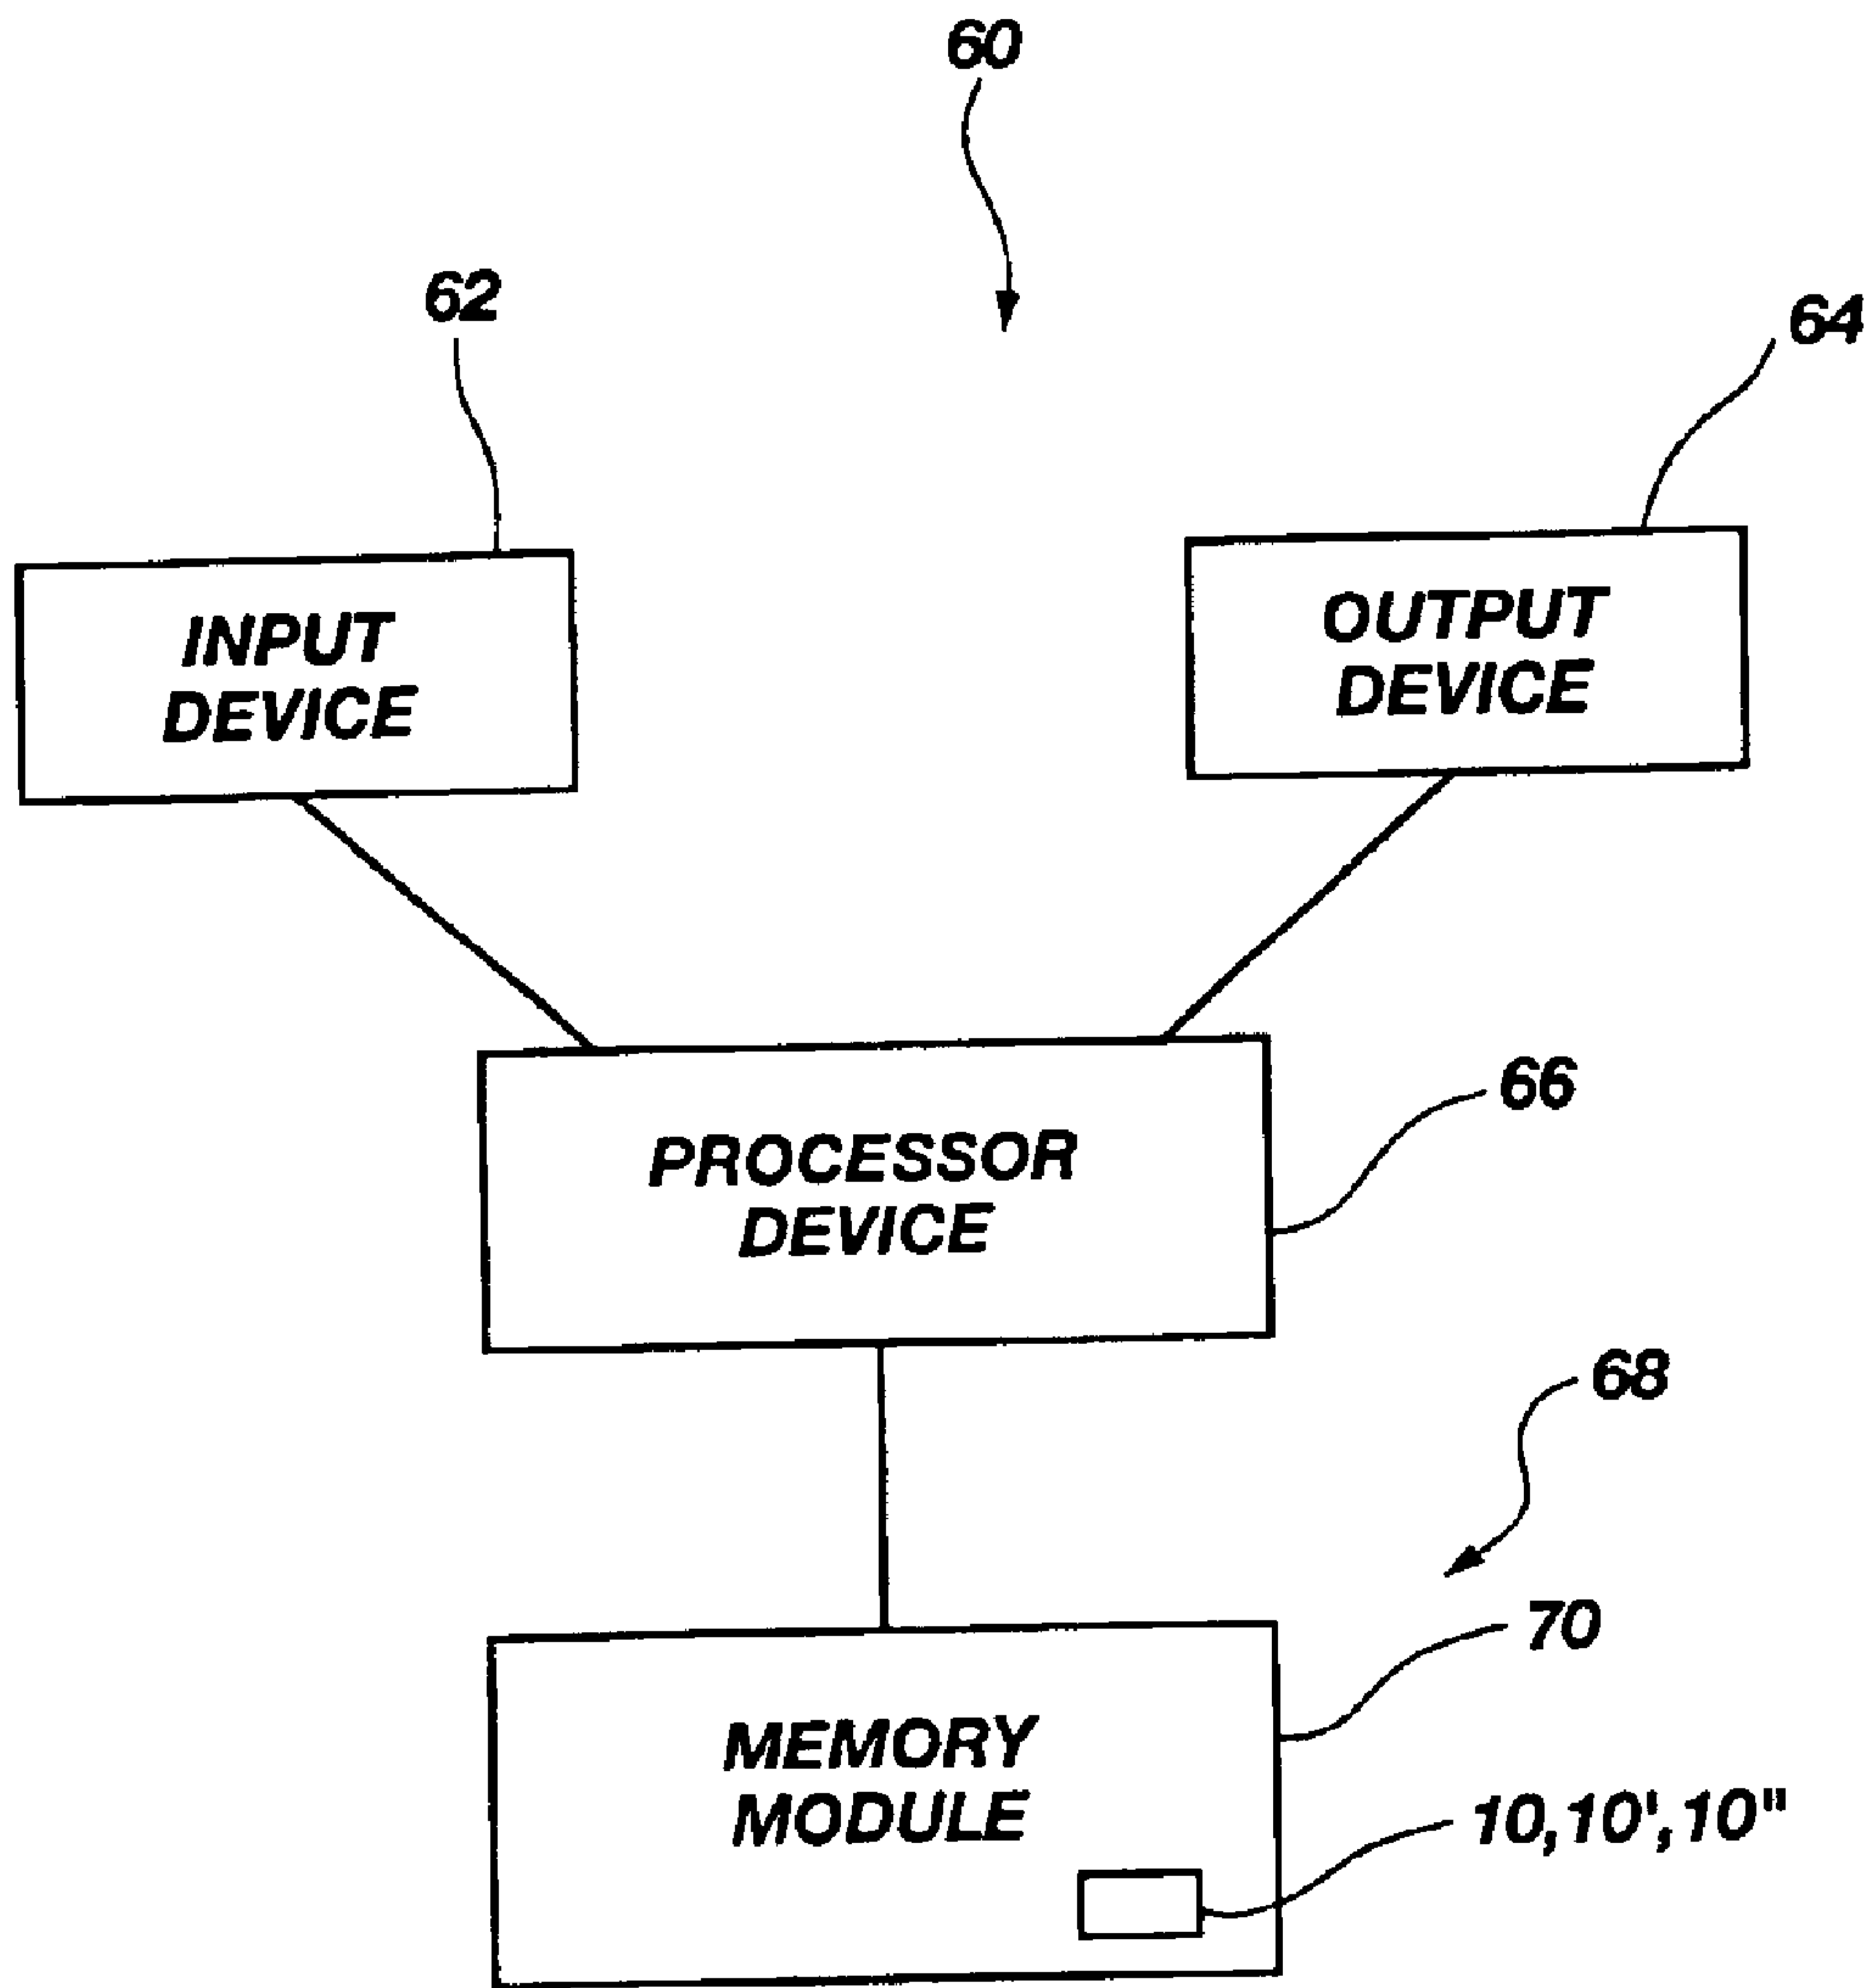 60
62
64
INPUT
DEVICE
OUTPUT
DEVICE
66
PROCESSOR
DEVICE
68
70
MEMORY
MODULE
10,10',10"